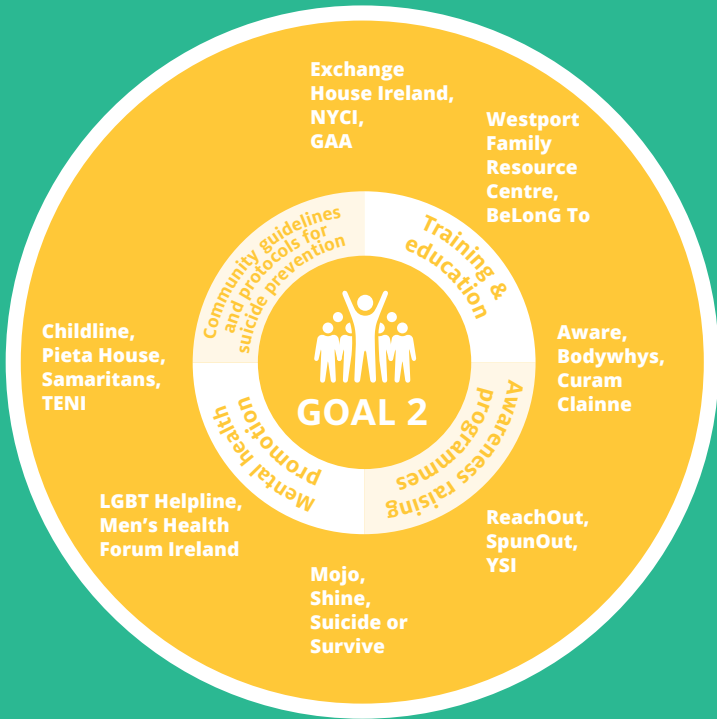 Exchange
House Ireland,
NYCI,
GAA
Westport
Family
Resource
Centre,
BeLonG To
Community guidelines
and protocols for
suicide prevention
Training &
education
Childline,
Pieta House,
Samaritans,
TENI
GOAL 2
Aware,
Bodywhys,
Curam
Clainne
Mental health
promotion
Awareness raising
programmes
LGBT Helpline,
Men’s Health
Forum Ireland
ReachOut,
SpunOut,
YSI
Mojo,
Shine,
Suicide or
Survive